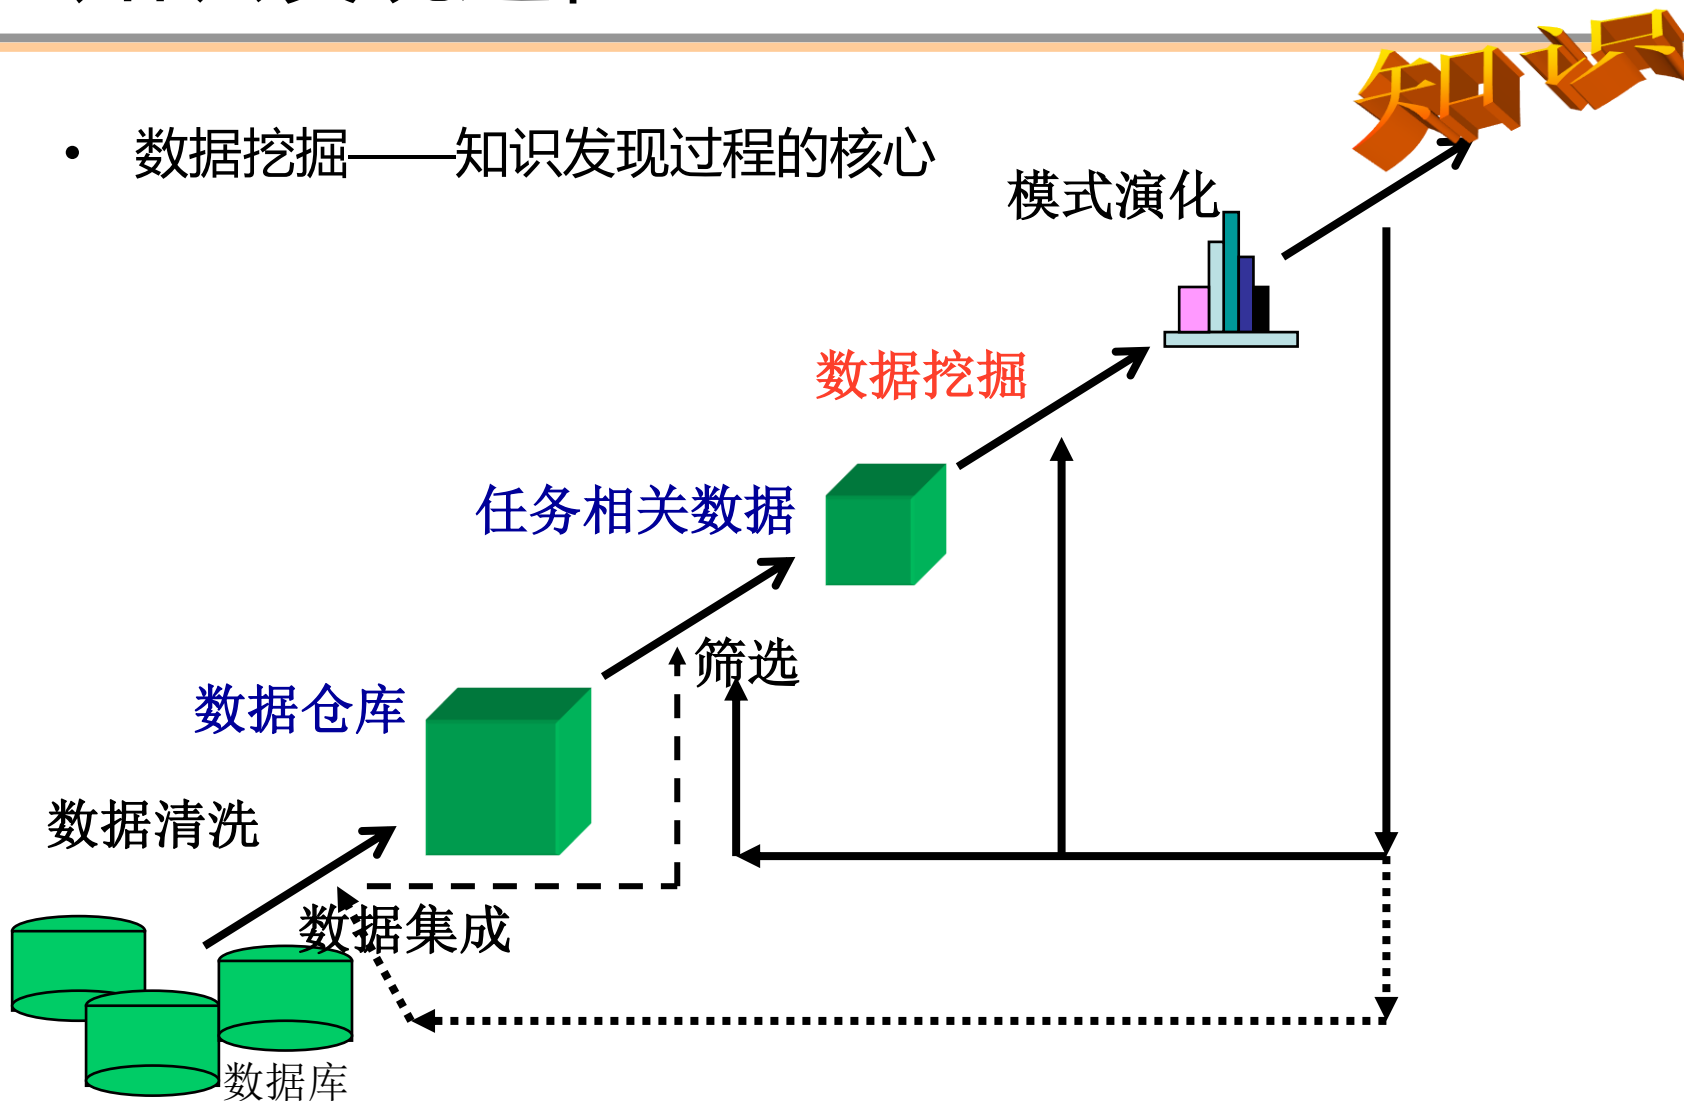 知识
• 数据挖掘——知识发现过程的核心
模式演化
数据挖掘
任务相关数据
筛选
数据仓库
数据清洗
数据集成
数据库